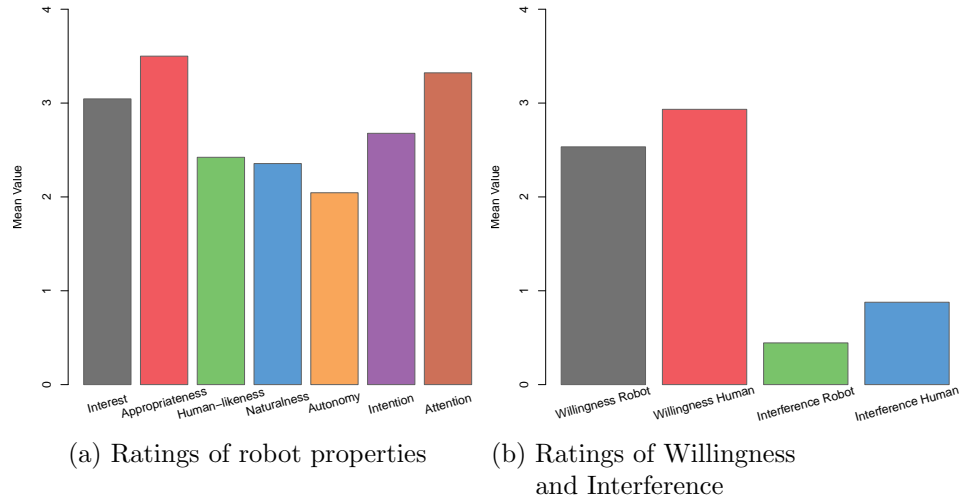 4
3
2
1
0
Mean Value
Interest
Appropriateness
Human−likeness
Naturalness
Autonomy
Intention
Attention
(a) Ratings of robot properties
4
3
2
1
0
Mean Value
Willingness Robot
Willingness Human
Interference Robot
Interference Human
(b) Ratings of Willingness
and Interference